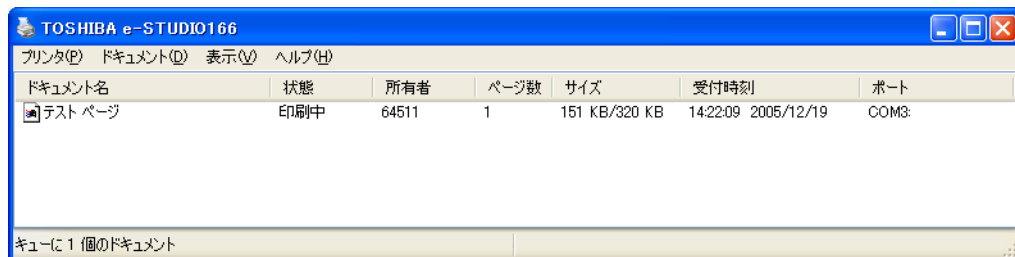 TOSHIBA e-STUDIO166
プリンタ(P) ドキュメント(D) 表示(V) ヘルプ(H)
ドキュメント名 状態 所有者 ページ数 サイズ 受付時刻 ポート
テスト ページ 印刷中 64511 1 151 KB/320 KB 14:22:09 2005/12/19 COM3:
キューに 1 個のドキュメント